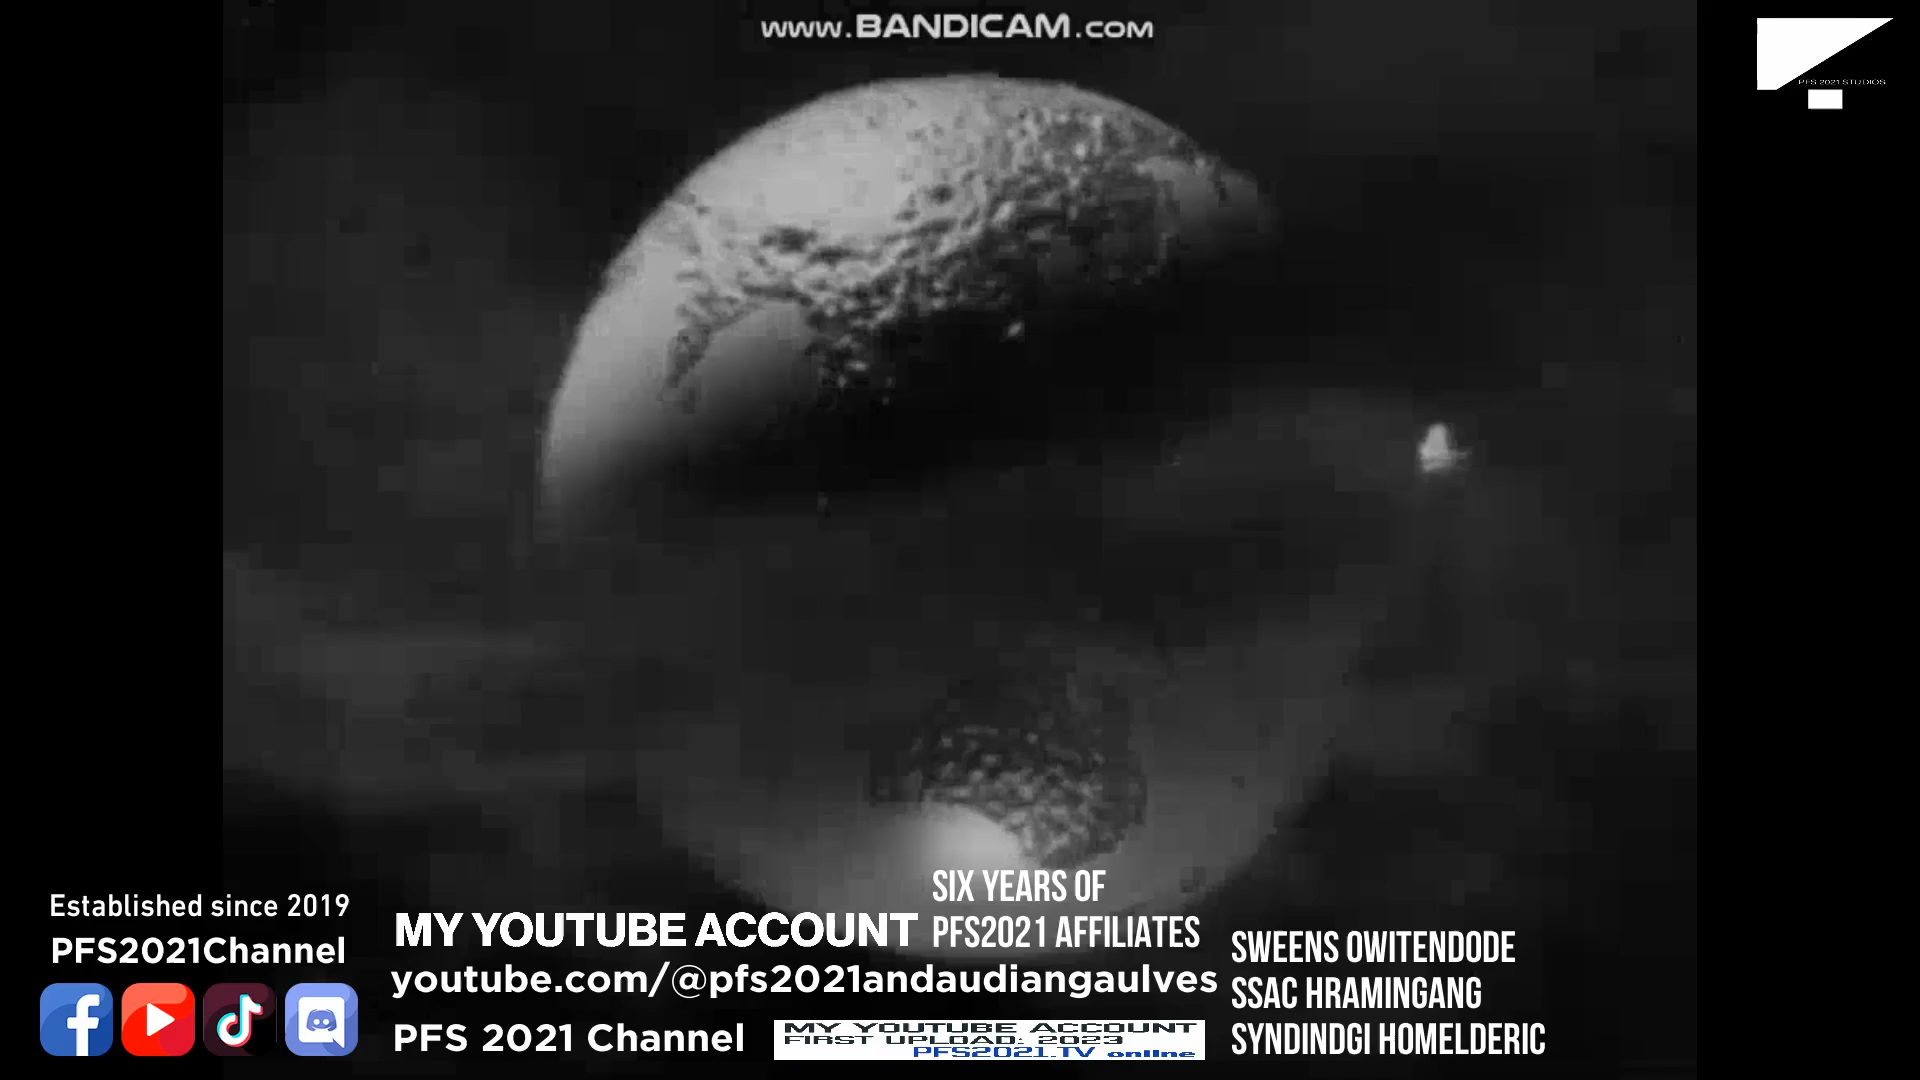 www.BANDICAM.com
PFS 2021 STUDIOS
Established since 2019
PFS2021Channel
MY YOUTUBE ACCOUNT
SIX YEARS OF
PFS2021 AFFILIATES
youtube.com/@pfs2021andaudiangaulves
PFS 2021 Channel
MY YOUTUBE ACCOUNT
FIRST UPLOAD: 2023
PFS2021.TV online
SWEENS OWITENDODE
SSAC HRAMINGANG
SYNDINDGI HOMELDERIC